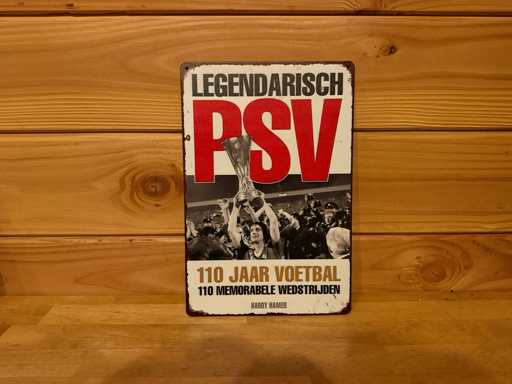 LEGENDARISCH
PSV
110 JAAR VOETBAL
110 MEMORABELE WEDSTRIJDEN
HARRY HAMER